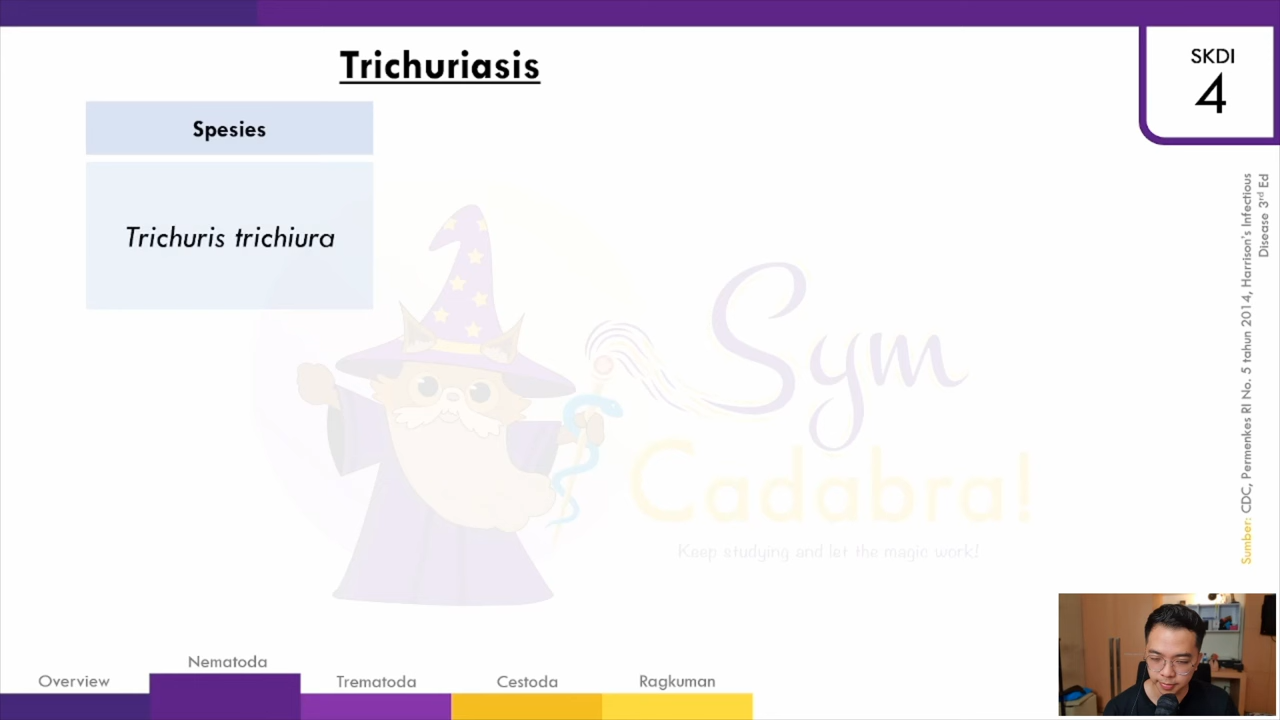 Trichuriasis
SKDI
4
Spesies
Trichuris trichiura
Sym
Cadabra!
Keep studying and let the magic work!
Sumber: CDC, Permenkes RI No. 5 tahun 2014, Harrison's Infectious
Disease 3rd Ed
Overview
Nematoda
Trematoda
Cestoda
Ragkuman